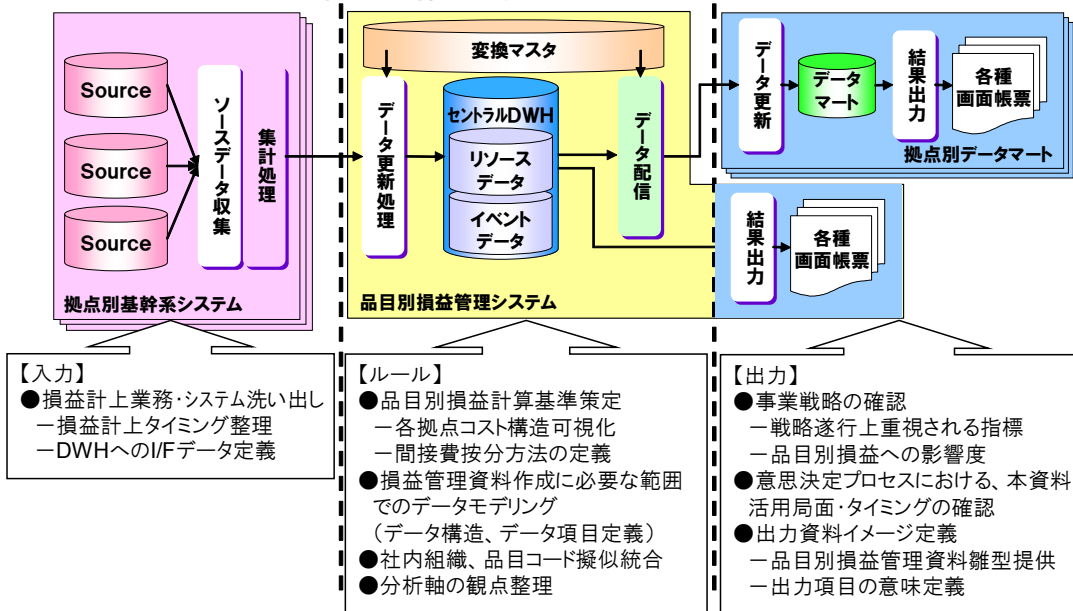 Source
Source
Source
ソースデータ収集
集計処理
拠点別基幹系システム
変換マスタ
データ更新処理
セントラルDWH
リソース
データ
イベント
データ
データ配信
品目別損益管理システム
データ更新
データ
マート
結果出力
各種
画面帳票
拠点別データマート
結果出力
各種
画面帳票
【入力】
●損益計上業務・システム洗い出し
－損益計上タイミング整理
－DWHへのI/Fデータ定義
【ルール】
●品目別損益計算基準策定
－各拠点コスト構造可視化
－間接費按分方法の定義
●損益管理資料作成に必要な範囲
でのデータモデリング
（データ構造、データ項目定義）
●社内組織、品目コード擬似統合
●分析軸の観点整理
【出力】
●事業戦略の確認
－戦略遂行上重視される指標
－品目別損益への影響度
●意思決定プロセスにおける、本資料
活用局面・タイミングの確認
●出力資料イメージ定義
－品目別損益管理資料雛型提供
－出力項目の意味定義